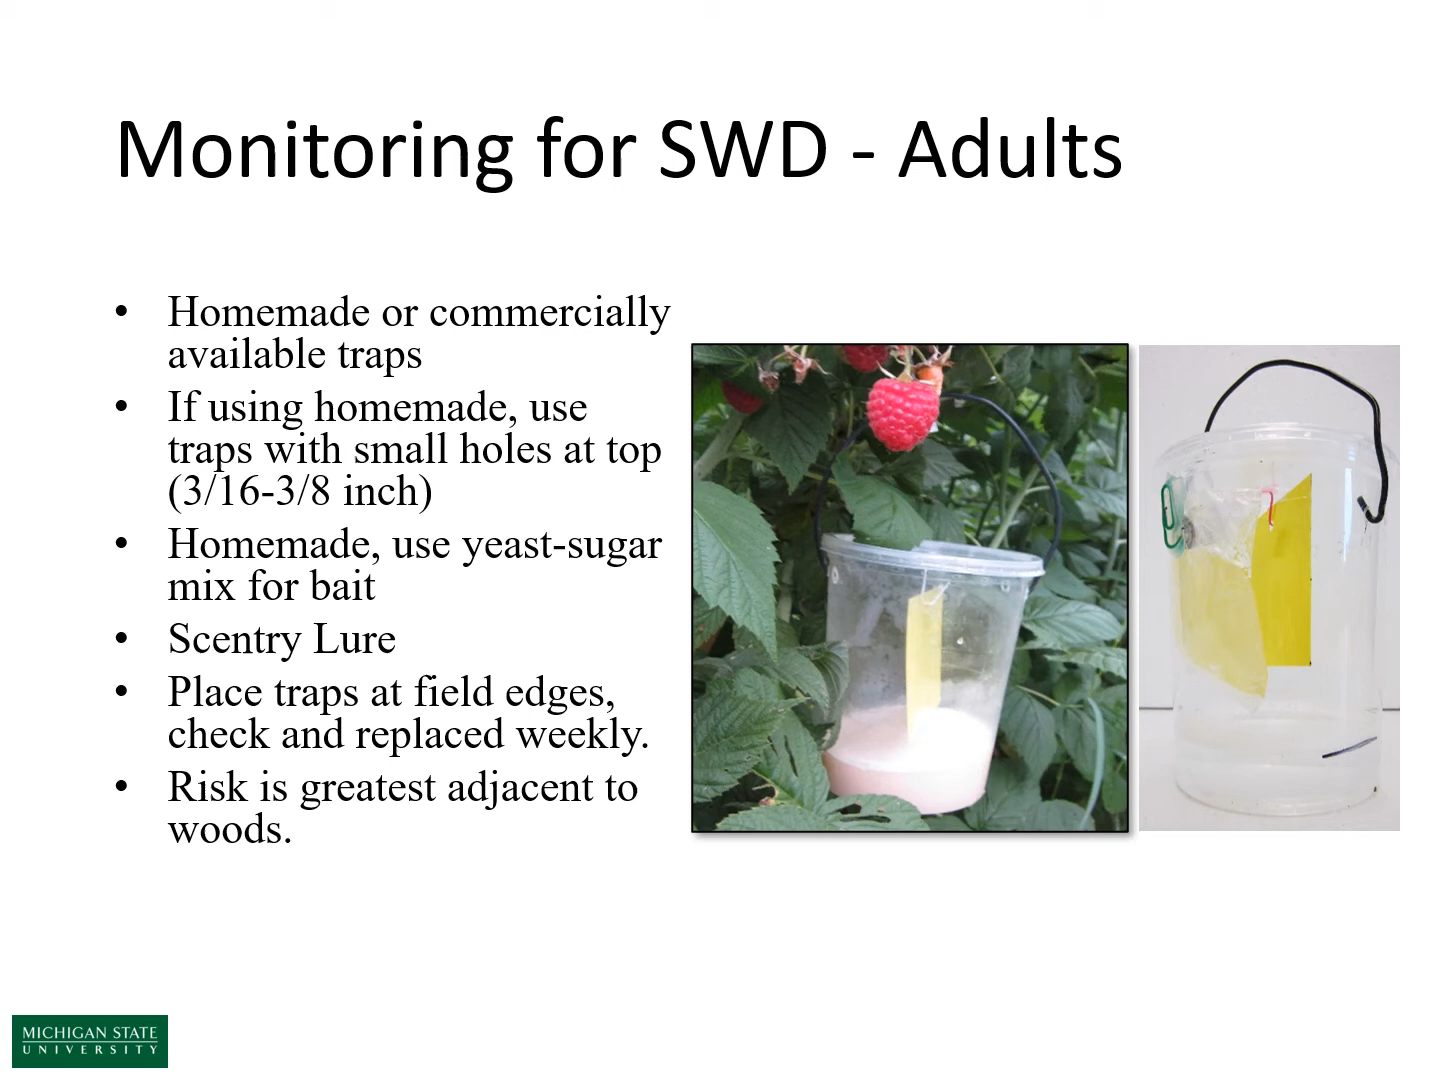 Monitoring for SWD - Adults
• Homemade or commercially
available traps
• If using homemade, use
traps with small holes at top
(3/16-3/8 inch)
• Homemade, use yeast-sugar
mix for bait
• Scentry Lure
• Place traps at field edges,
check and replaced weekly.
• Risk is greatest adjacent to
woods.
MICHIGAN STATE
UNIVERSITY